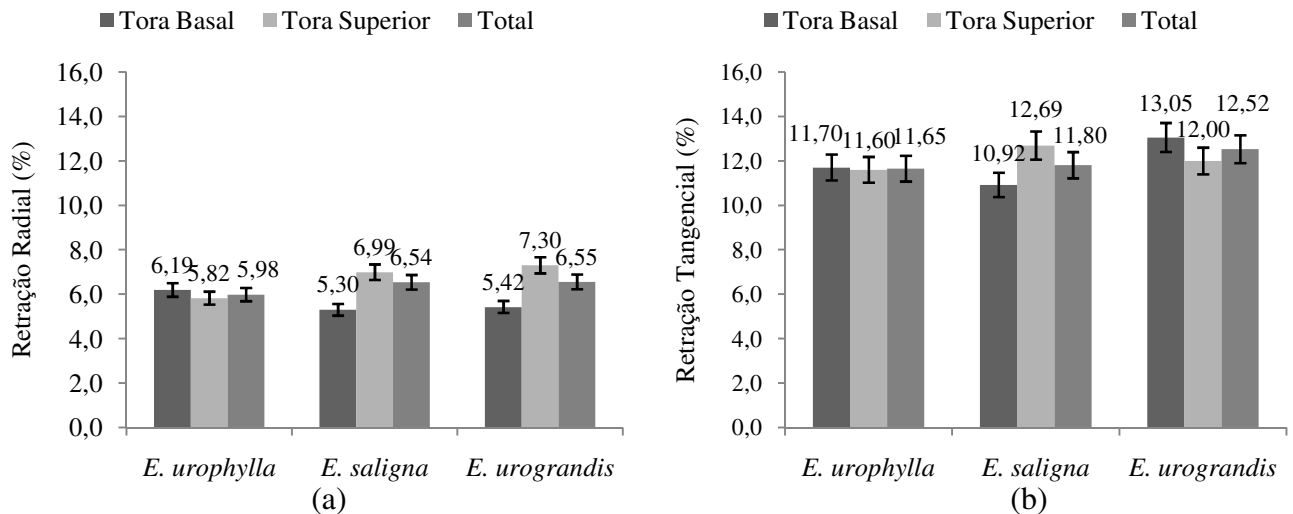 Tora Basal Tora Superior Total
Retração Radial (%)
16,0
14,0
12,0
10,0
8,0
6,0
4,0
2,0
0,0
6,19 5,82 5,98
5,30 6,99 6,54
5,42 7,30 6,55
E. urophylla E. saligna E. urograndis
(a)
Tora Basal Tora Superior Total
Retração Tangencial (%)
16,0
14,0
12,0
10,0
8,0
6,0
4,0
2,0
0,0
11,70 11,60 11,65
10,92 12,69 11,80
13,05 12,00 12,52
E. urophylla E. saligna E. urograndis
(b)